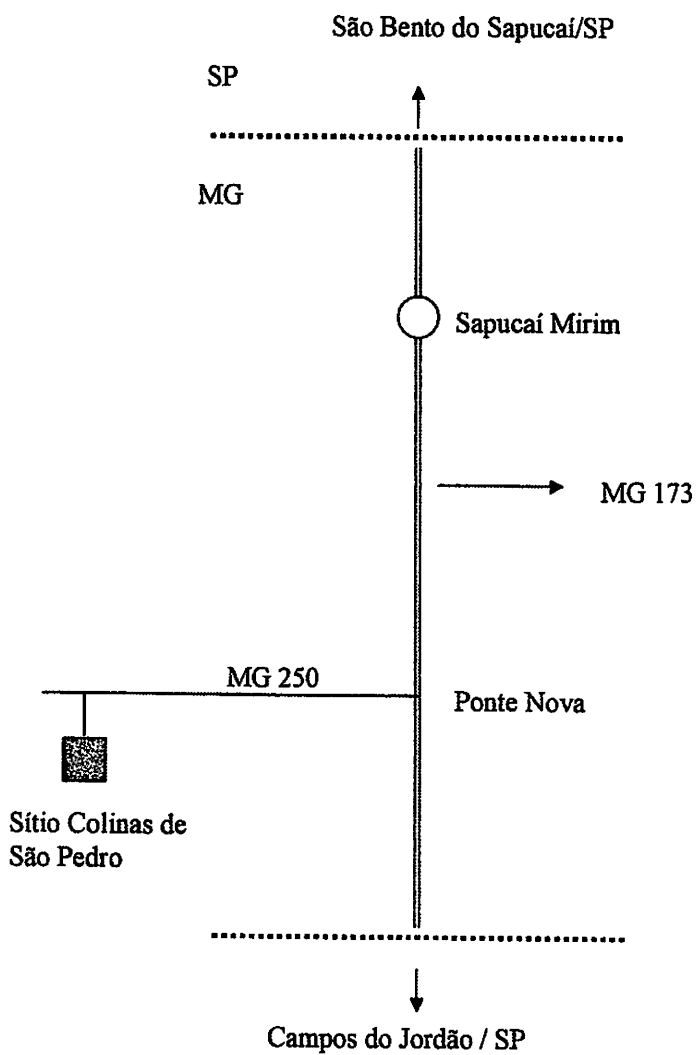 São Bento do Sapucaí/SP
SP
MG
Sapucaí Mirim
MG 173
MG 250
Ponte Nova
Sítio Colinas de
São Pedro
Campos do Jordão / SP